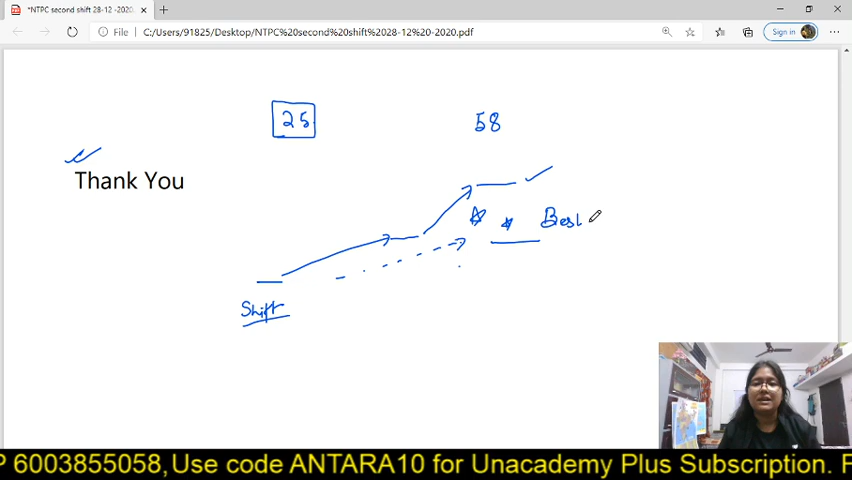 *NTPC second shift 28-12 -2020.
File
C:/Users/91825/Desktop/NTPC%20second%20shift%2028-12%20-2020.pdf
Sign in
25 58
Thank You
Best
Shift
P 6003855058, Use code ANTARA10 for Unacademy Plus Subscription. F